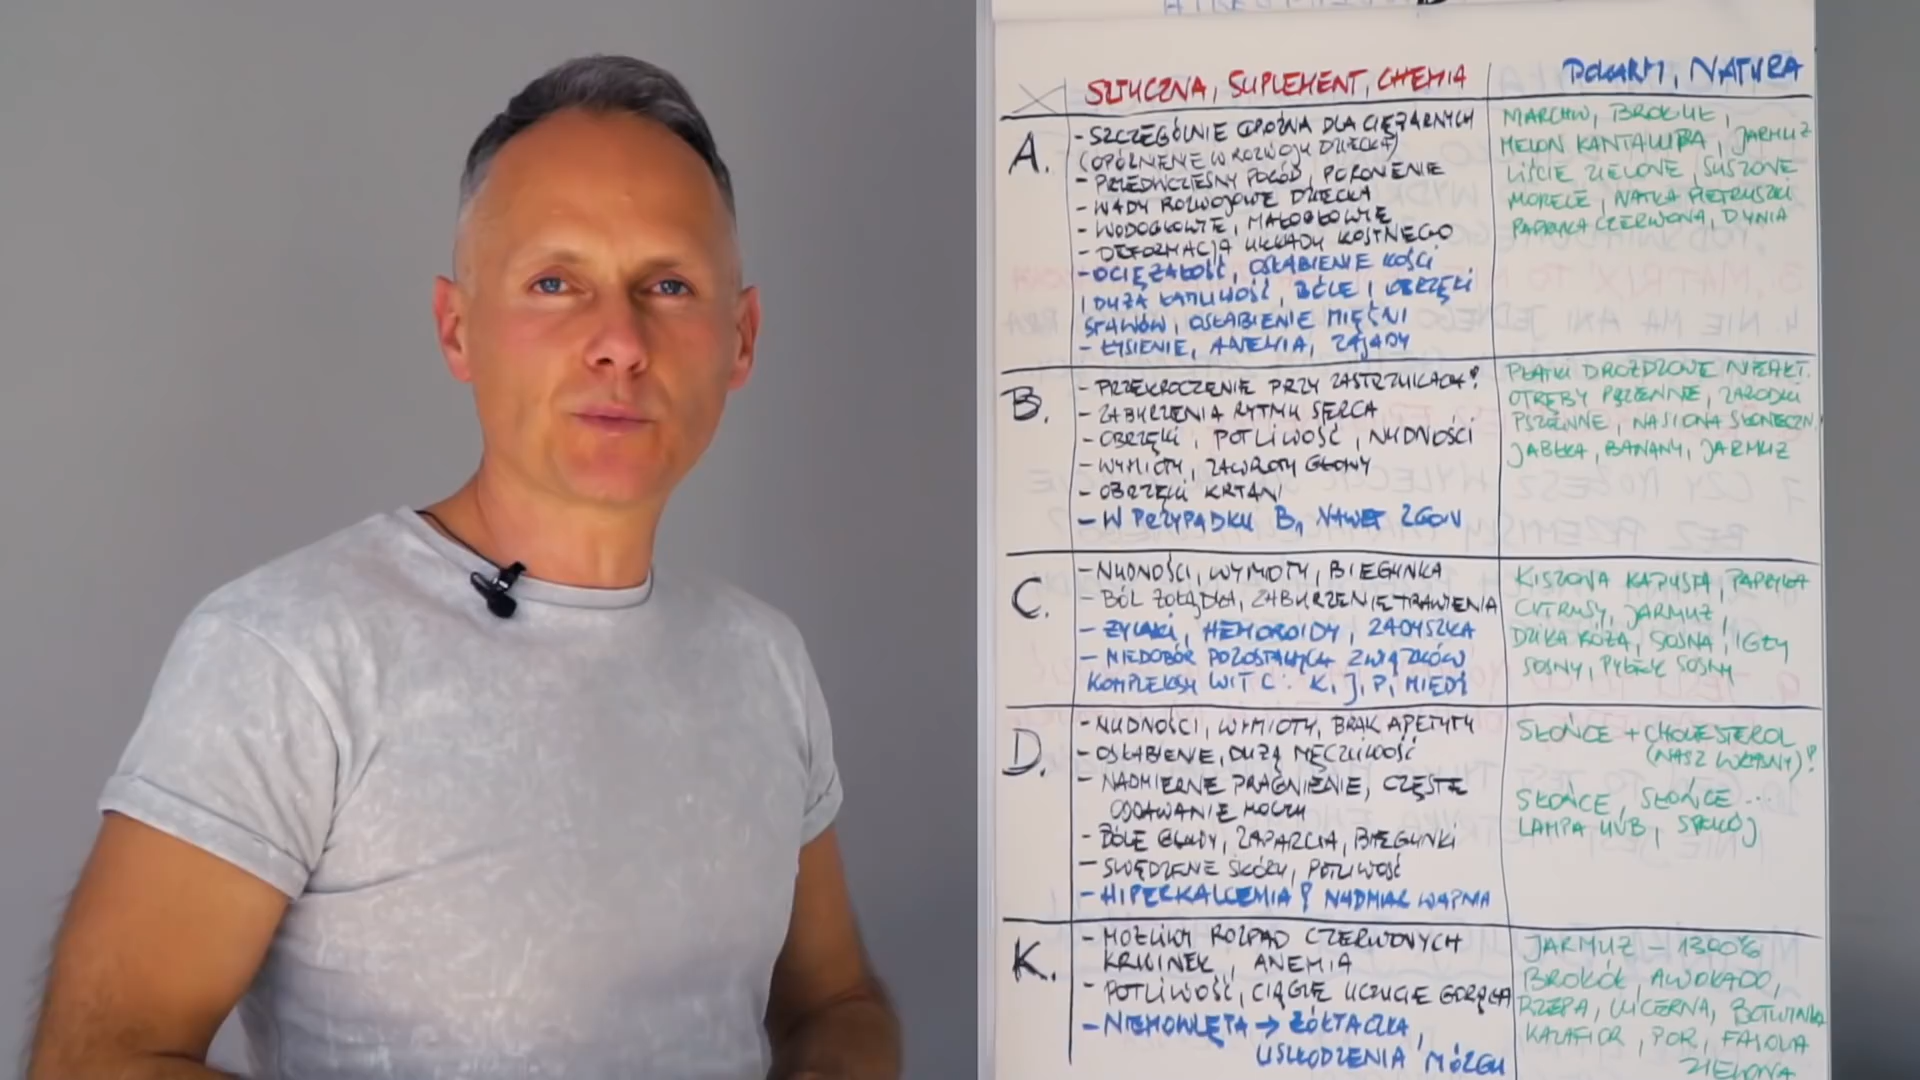 SZTUCZNA, SUPLEMENT, CHEMIA
POKARM, NATURA
A.
- SZCZEGÓLNIE GROŹNA DLA CIĘŻARNYCH
(OPÓŹNIENIE W ROZWOJU DZIECKA)
- PRZEDWCZESNY PORÓD, PORONIENIE
- WADY ROZWOJOWE DZIECKA
- WODOGŁOWIE, MAŁOGŁOWIE
- DEFORMACJA UKŁADU KOSTNEGO
- OCIĘŻAŁOŚĆ, OSŁABIENIE KOŚCI
I DUŻA ŁAMLIWOŚĆ, BÓLE I OBRZĘKI
STAWÓW, OSŁABIENIE MIĘŚNI
- ŁYSIENIE, ANEMIA, ZAJADY
MARCHEW, BROKUŁ,
MELON KANTALUPA, JARMUŻ
LIŚCIE ZIELONE, SUSZONE
MORELE, NATKA PIETRUSZKI
PAPRYKA CZERWONA, DYNIA
B.
- PRZEKROCZENIE PRZY ZASTRZYKACH!
- ZABURZENIA RYTMU SERCA
- OBRZĘKI, POTLIWOŚĆ, NUDNOŚCI
- WYMIOTY, ZAWROTY GŁOWY
- OBRZĘKI KRTANI
- W PRZYPADKU B1 NAWET ZGON
PŁATKI DROŻDŻOWE NIEAKT.
OTRĘBY PSZENNE, ZARODKI
PSZENNE, NASIONA SŁONECZN.
JABŁKA, BANANY, JARMUŻ
C.
- NUDNOŚCI, WYMIOTY, BIEGUNKA
- BÓL ŻOŁĄDKA, ZABURZENIE TRAWIENIA
- ŻYLAKI, HEMOROIDY, ZADYSZKA
- NIEDOBÓR POZOSTAŁYCH ZWIĄZKÓW
KOMPLEKSU WIT C: K, J, P, MIEDŹ
KISZONA KAPUSTA, PAPRYKA
CYTRUSY, JARMUŻ,
DZIKA RÓŻA, SOSNA, IGŁY
SOSNY, PYŁEK SOSNY
D.
- NUDNOŚCI, WYMIOTY, BRAK APETYTU
- OSŁABIENIE, DUŻA MĘCZLIWOŚĆ
- NADMIERNE PRAGNIENIE, CZĘSTE
ODDAWANIE MOCZU
- BÓLE GŁOWY, ZAPARCIA, BIEGUNKI
- SWĘDZENIE SKÓRY, POTLIWOŚĆ
- HIPERKALCEMIA! NADMIAR WAPNIA
SŁOŃCE + CHOLESTEROL
(NASZ WŁASNY)!
SŁOŃCE, SŁOŃCE...
LAMPA UVB, SPOKÓJ
K.
- MOŻLIWY ROZPAD CZERWONYCH
KRWINEK, ANEMIA
- POTLIWOŚĆ, CIĄGŁE UCZUCIE GORĄCA
- NIEMOWLĘTA → ŻÓŁTACZKA,
USZKODZENIA MÓZGU
JARMUŻ - 1300%
BROKÓŁ, AWOKADO,
RZEPA, LUCERNA, BOTWINKA
KALAFIOR, POR, FASOLA
ZIELONA